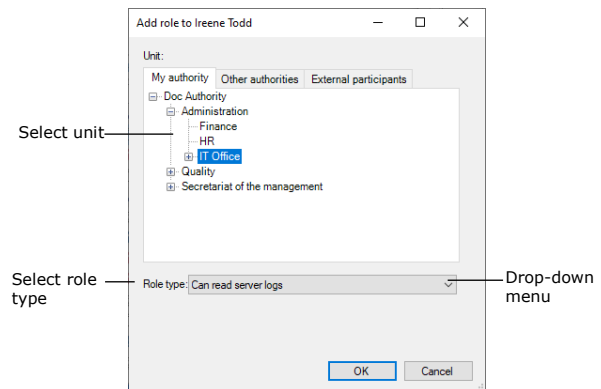 Add role to Ireene Todd
Unit:
My authority Other authorities External participants
Doc Authority
Administration
Finance
HR
IT Office
Quality
Secretariat of the management
Select unit
Select role
type
Role type: Can read server logs
Drop-down
menu
OK Cancel